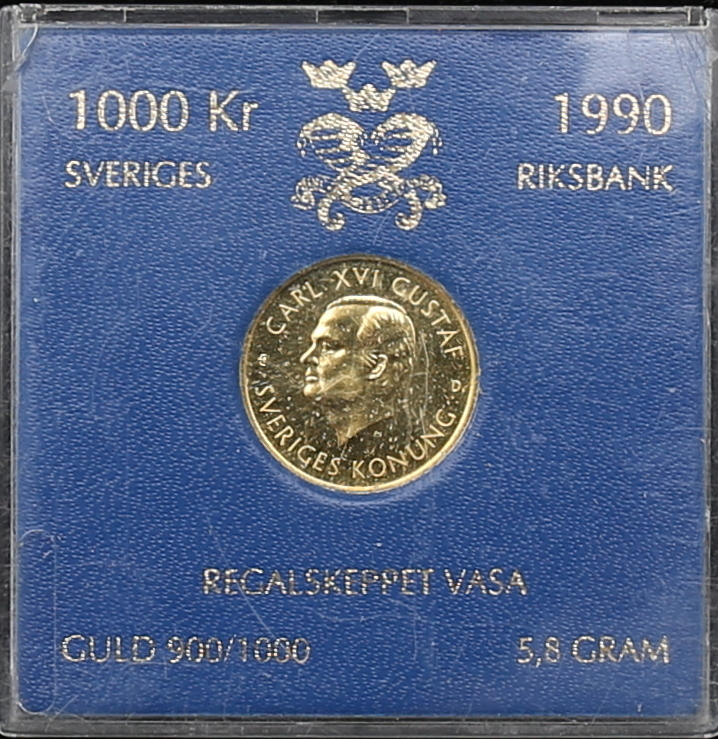 1000 Kr 1990
SVERIGES RIKSBANK
CARL XVI GUSTAF
D
SVERIGES KONUNG
REGALSKEPPET VASA
GULD 900/1000 5,8 GRAM